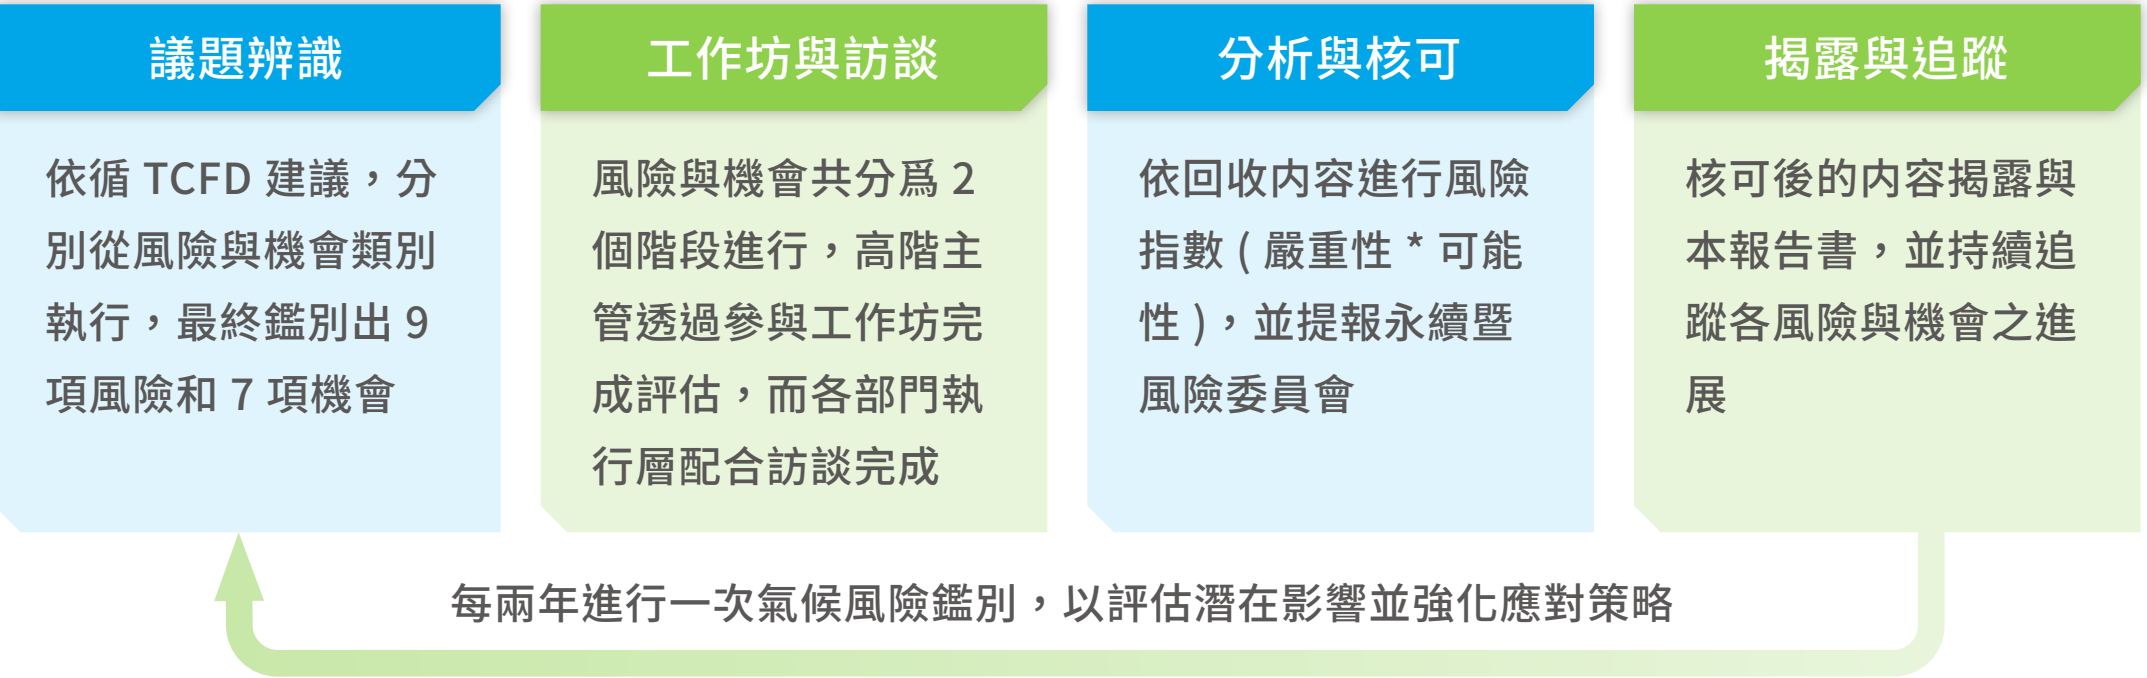 議題辨識
依循 TCFD 建議，分
別從風險與機會類別
執行，最終鑑別出 9
項風險和 7 項機會
工作坊與訪談
風險與機會共分爲 2
個階段進行，高階主
管透過參與工作坊完
成評估，而各部門執
行層配合訪談完成
分析與核可
依回收内容進行風險
指數 ( 嚴重性 * 可能
性 )，並提報永續暨
風險委員會
揭露與追蹤
核可後的内容揭露與
本報告書，並持續追
蹤各風險與機會之進
展
每兩年進行一次氣候風險鑑別，以評估潛在影響並強化應對策略